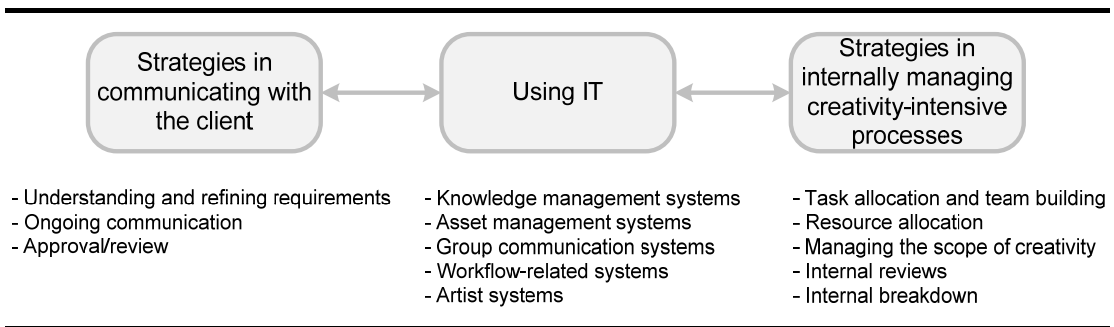 Strategies in
communicating with
the client
Using IT
Strategies in
internally managing
creativity-intensive
processes
- Understanding and refining requirements
- Ongoing communication
- Approval/review
- Knowledge management systems
- Asset management systems
- Group communication systems
- Workflow-related systems
- Artist systems
- Task allocation and team building
- Resource allocation
- Managing the scope of creativity
- Internal reviews
- Internal breakdown